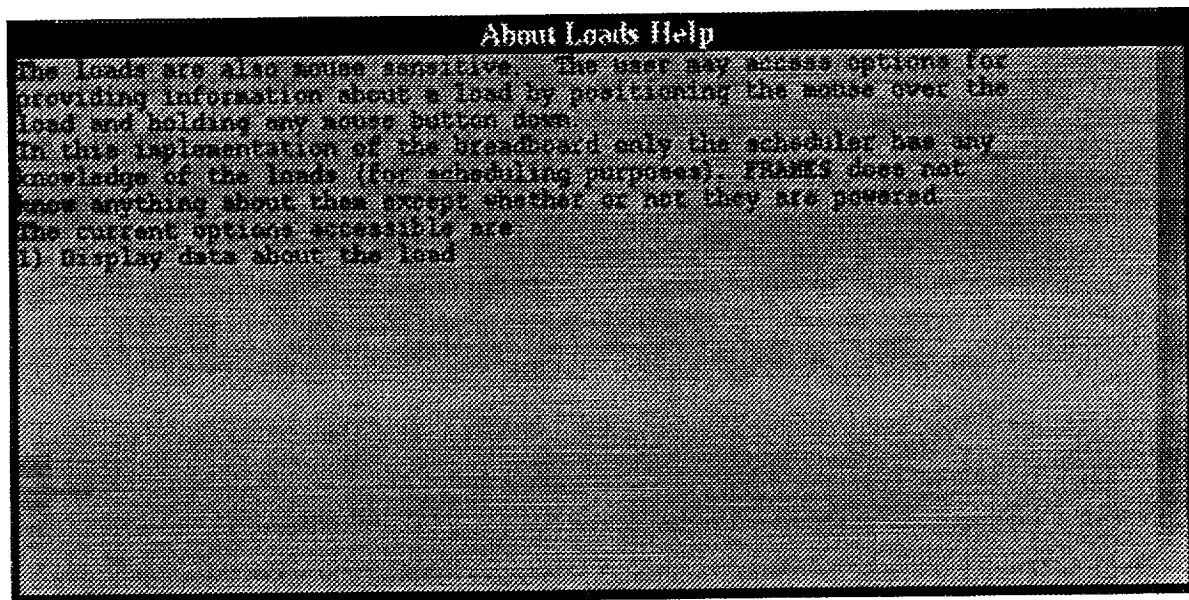 About Loads Help
The loads are also mouse sensitive. The user may access options for
providing information about a load by positioning the mouse over the
load and holding any mouse button down.
In this implementation of the breadboard only the scheduler has any
knowledge of the loads (for scheduling purposes). FRAMES does not
know anything about them except whether or not they are powered.
The current options accessible are:
1) Display data about the load